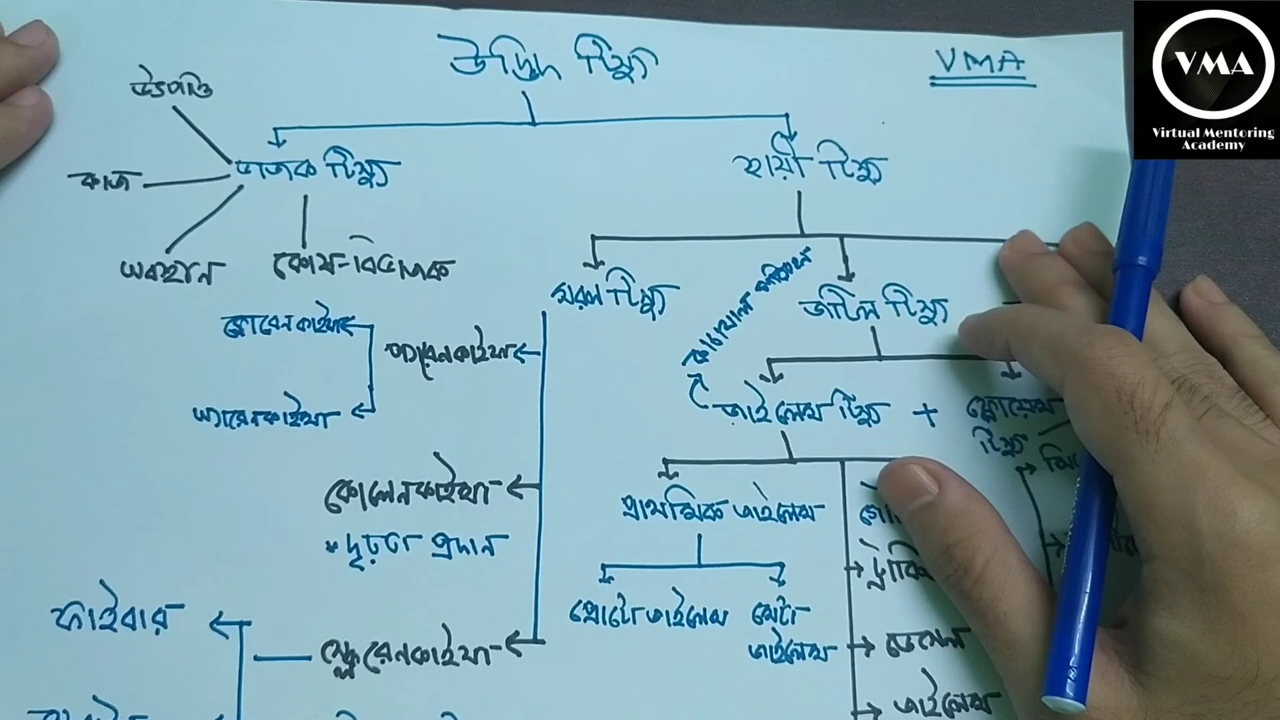 উদ্ভিদ টিস্যু
VMA
VMA
Virtual Mentoring
Academy
উৎপত্তি
ভাজক টিস্যু
স্থায়ী টিস্যু
কাজ
অবস্থান
কোষ-বিভাজক
সরল টিস্যু
জটিল টিস্যু
ক্লোরেনকাইমা
প্যারেনকাইমা
অ্যারেনকাইমা
জাইলেম টিস্যু + ফ্লোয়েম
টিস্যু
কোলেনকাইমা
*দৃঢ়তা প্রদান
প্রাথমিক জাইলেম
প্রোটো জাইলেম
মেটা
জাইলেম
ফাইবার
স্ক্লেরেনকাইমা
ভেসেল
জাইলেম